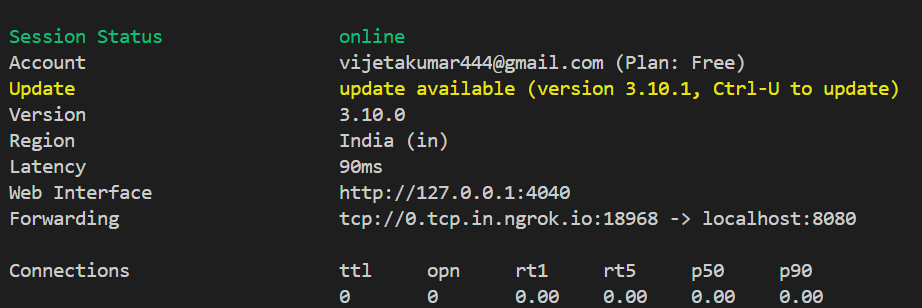 Session Status online
Account vijetakumar444@gmail.com (Plan: Free)
Update update available (version 3.10.1, Ctrl-U to update)
Version 3.10.0
Region India (in)
Latency 90ms
Web Interface http://127.0.0.1:4040
Forwarding tcp://0.tcp.in.ngrok.io:18968 -> localhost:8080
Connections ttl opn rt1 rt5 p50 p90
0 0 0.00 0.00 0.00 0.00